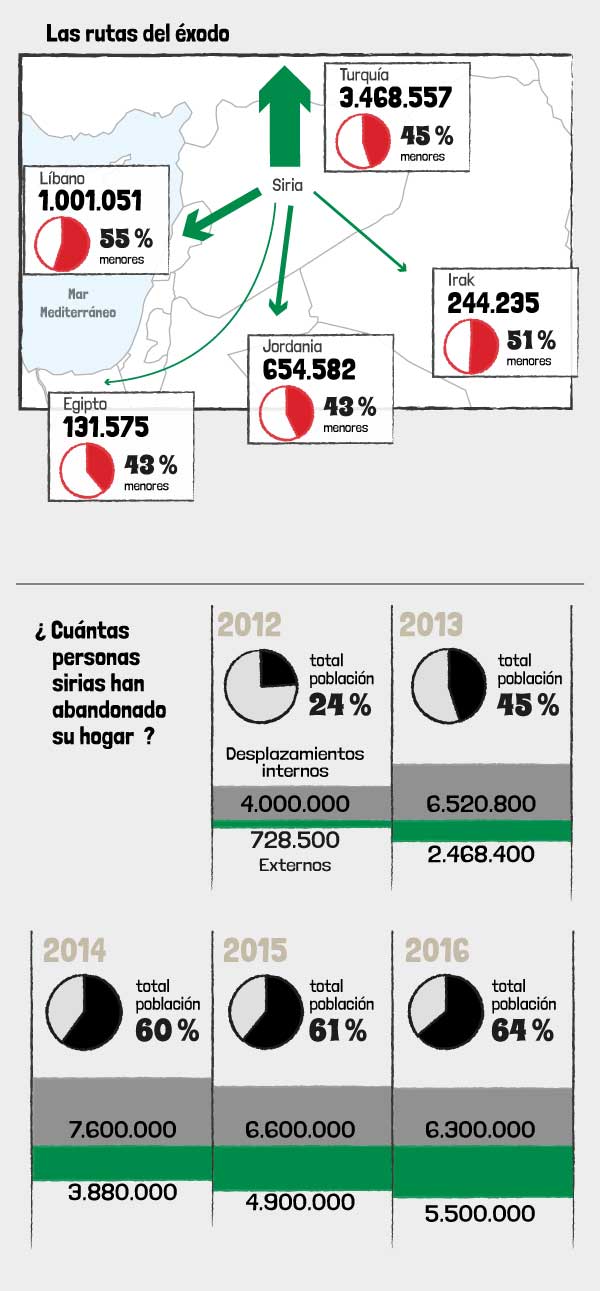 Las rutas del éxodo
Turquía
3.468.557
45 %
menores
Siria
Líbano
1.001.051
55 %
menores
Mar
Mediterráneo
Irak
244.235
51 %
menores
Jordania
654.582
43 %
menores
Egipto
131.575
43 %
menores
¿ Cuántas
personas
sirias han
abandonado
su hogar ?
2012
total
población
24 %
Desplazamientos
internos
4.000.000
728.500
Externos
2013
total
población
45 %
6.520.800
2.468.400
2014
total
población
60 %
7.600.000
3.880.000
2015
total
población
61 %
6.600.000
4.900.000
2016
total
población
64 %
6.300.000
5.500.000